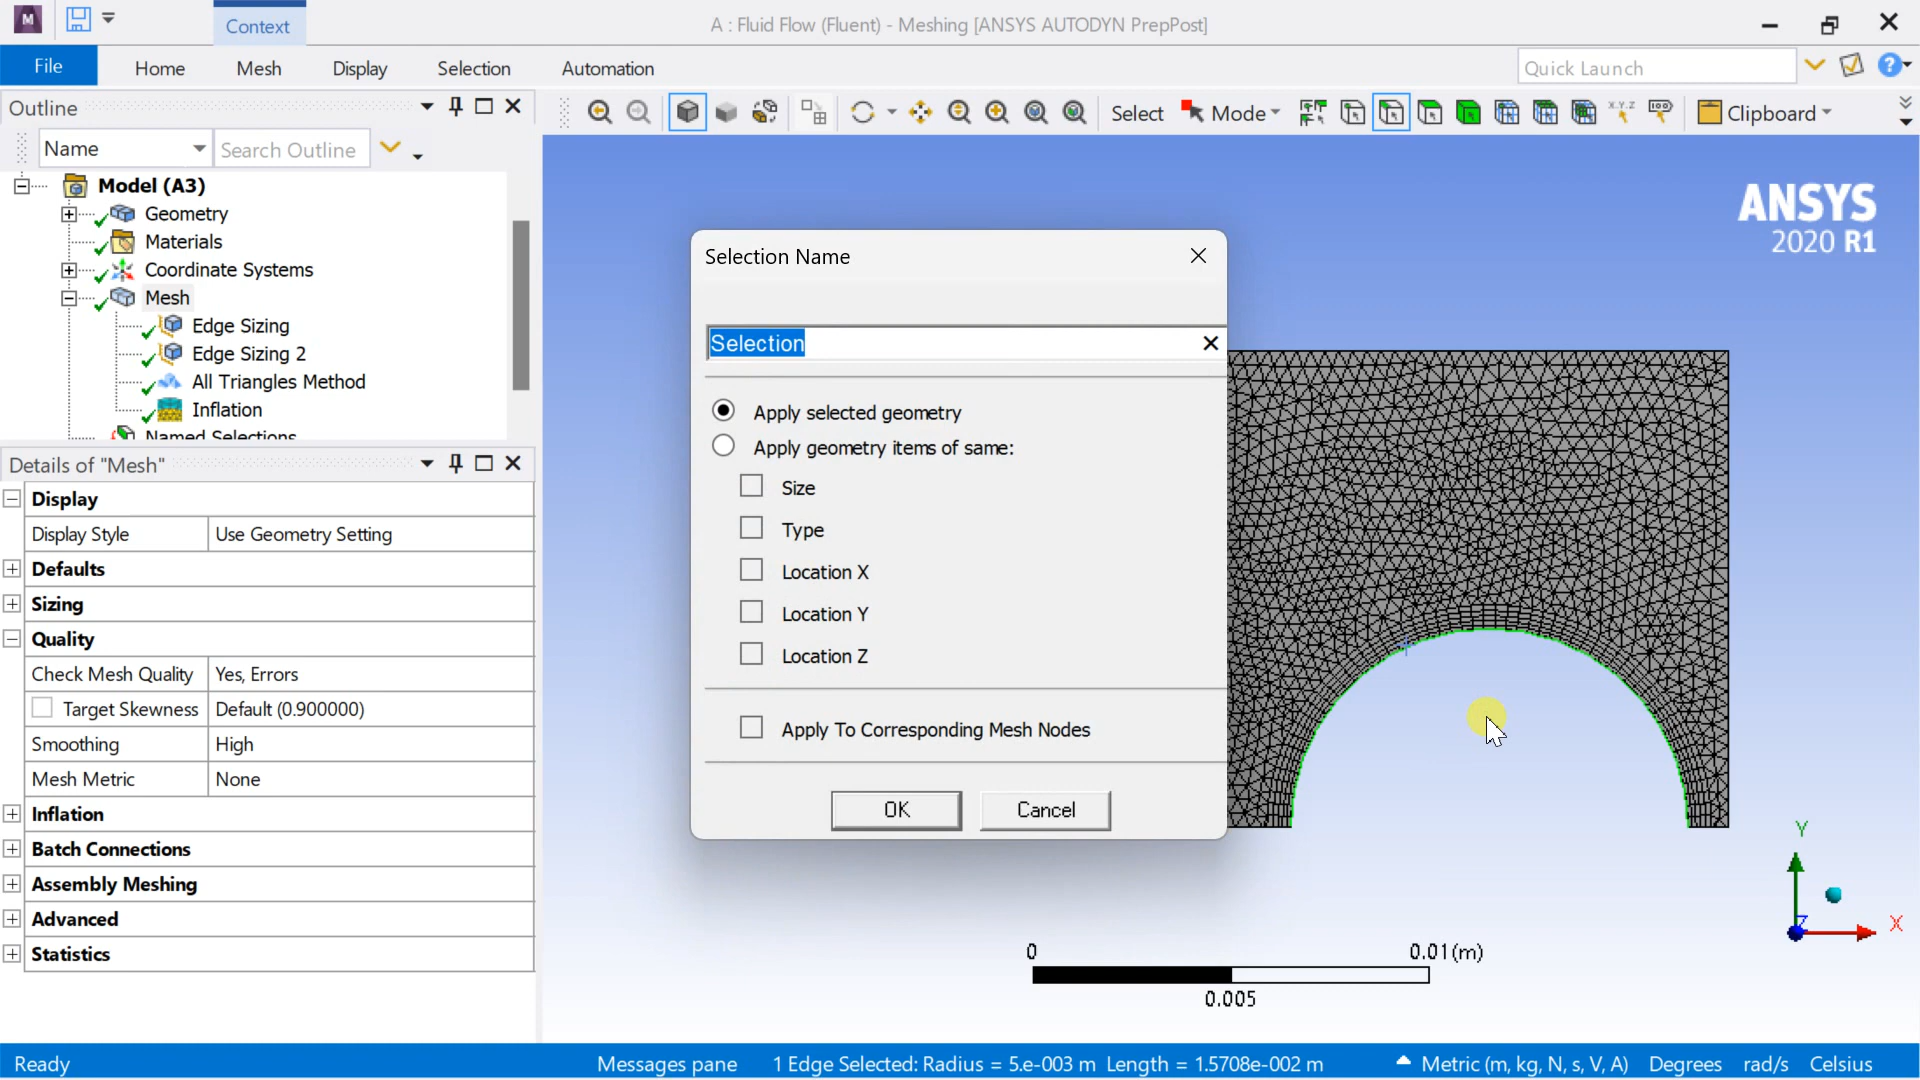 M
Context
A : Fluid Flow (Fluent) - Meshing [ANSYS AUTODYN PrepPost]
File
Home
Mesh
Display
Selection
Automation
Quick Launch
Outline
Select
Mode
Clipboard
Name
Search Outline
Model (A3)
Geometry
Materials
Coordinate Systems
Mesh
Edge Sizing
Edge Sizing 2
All Triangles Method
Inflation
Named Selections
Details of "Mesh"
Display
Display Style Use Geometry Setting
Defaults
Sizing
Quality
Check Mesh Quality Yes, Errors
Target Skewness Default (0.900000)
Smoothing High
Mesh Metric None
Inflation
Batch Connections
Assembly Meshing
Advanced
Statistics
Selection Name
Selection
Apply selected geometry
Apply geometry items of same:
Size
Type
Location X
Location Y
Location Z
Apply To Corresponding Mesh Nodes
OK
Cancel
ANSYS
2020 R1
Y
Z
X
0
0.01(m)
0.005
Ready
Messages pane
1 Edge Selected: Radius = 5.e-003 m Length = 1.5708e-002 m
Metric (m, kg, N, s, V, A)
Degrees
rad/s
Celsius